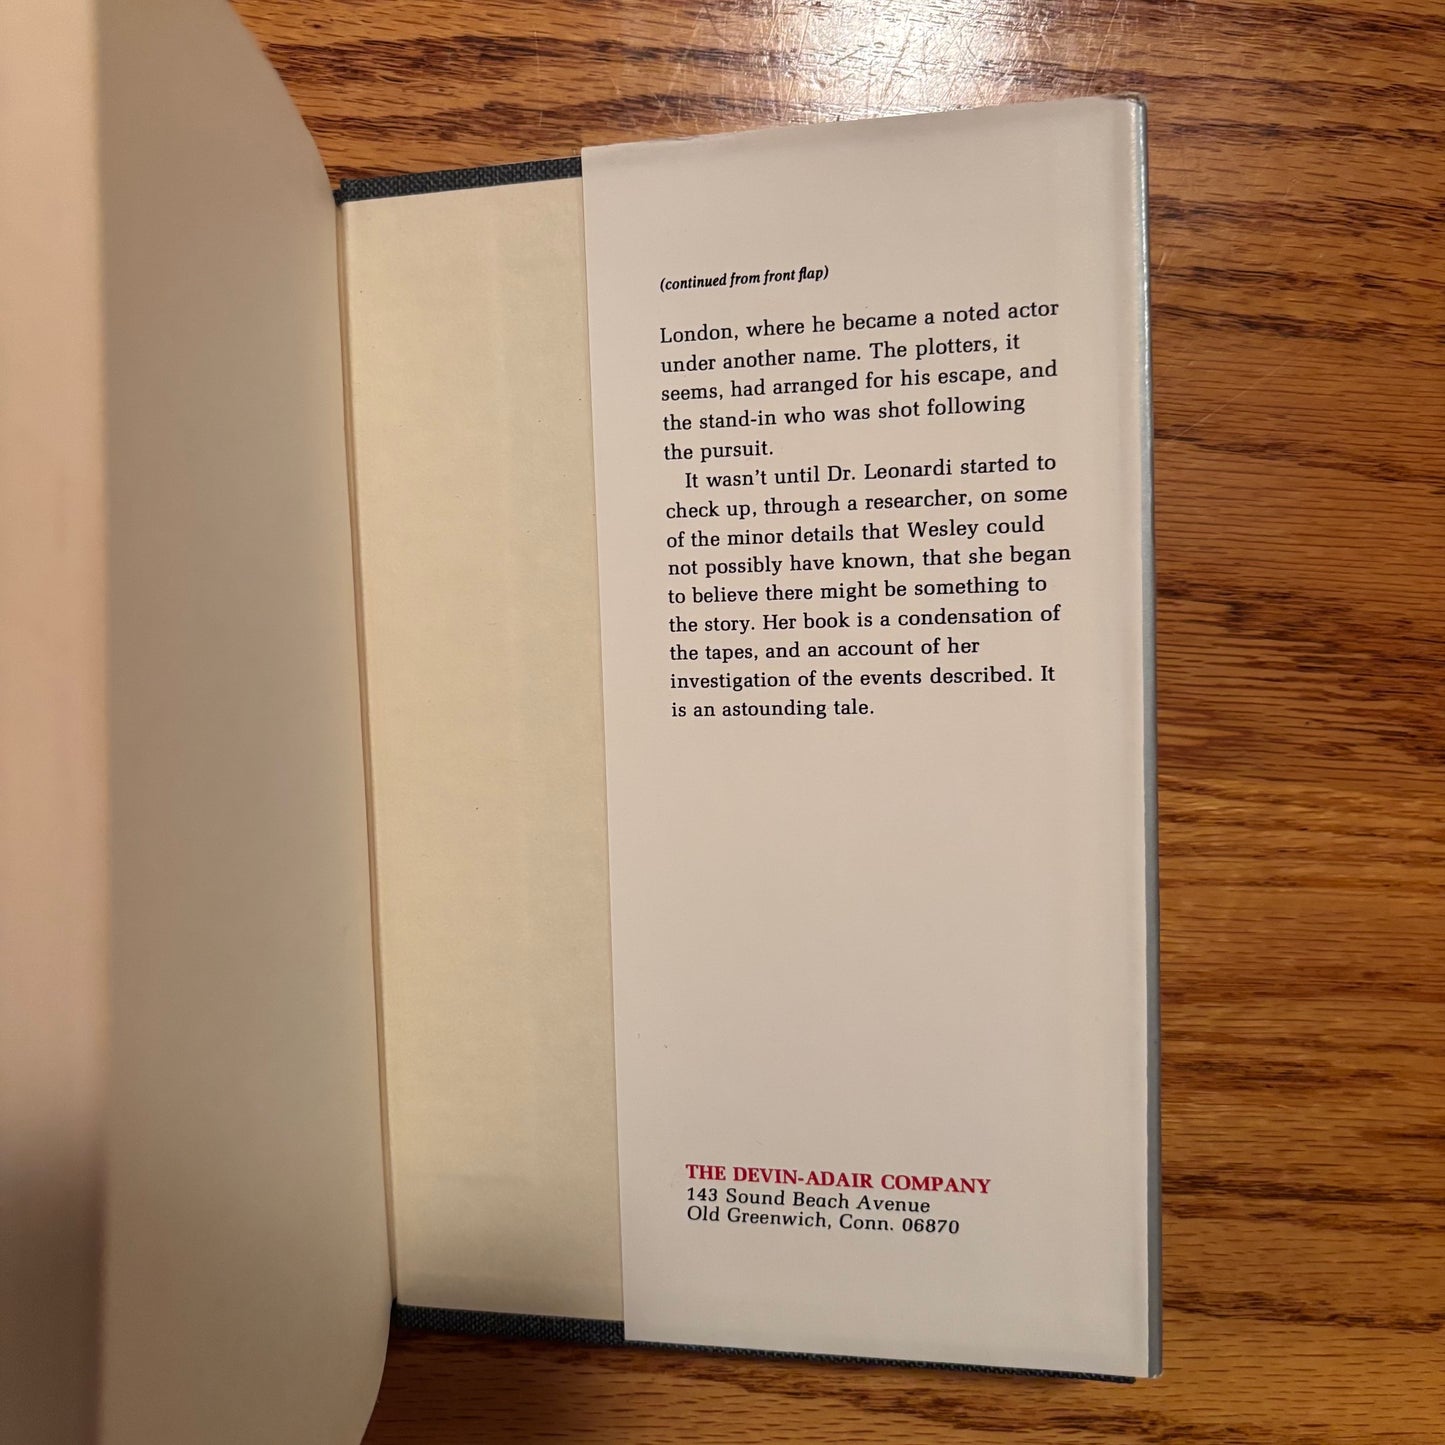 (continued from front flap)
London, where he became a noted actor
under another name. The plotters, it
seems, had arranged for his escape, and
the stand-in who was shot following
the pursuit.
It wasn't until Dr. Leonardi started to
check up, through a researcher, on some
of the minor details that Wesley could
not possibly have known, that she began
to believe there might be something to
the story. Her book is a condensation of
the tapes, and an account of her
investigation of the events described. It
is an astounding tale.
THE DEVIN-ADAIR COMPANY
143 Sound Beach Avenue
Old Greenwich, Conn. 06870